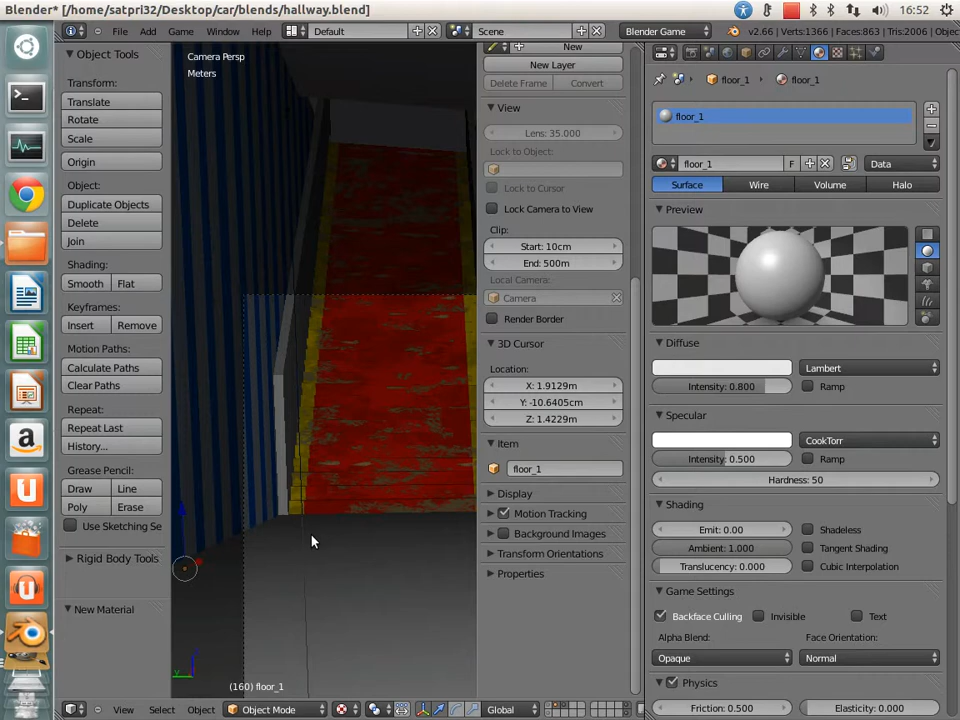 Blender* [/home/satpri32/Desktop/car/blends/hallway.blend]
16:52
File Add Game Window Help
Default
Scene
Blender Game
v2.66 | Verts:1366 | Faces:863 | Tris:2006 | Objec
Object Tools
Transform:
Translate
Rotate
Scale
Origin
Object:
Duplicate Objects
Delete
Join
Shading:
Smooth Flat
Keyframes:
Insert Remove
Motion Paths:
Calculate Paths
Clear Paths
Repeat:
Repeat Last
History...
Grease Pencil:
Draw Line
Poly Erase
Use Sketching Se
Rigid Body Tools
New Material
Camera Persp
Meters
(160) floor_1
New
New Layer
Delete Frame Convert
View
Lens: 35.000
Lock to Object:
Lock to Cursor
Lock Camera to View
Clip:
Start: 10cm
End: 500m
Local Camera:
Camera
Render Border
3D Cursor
Location:
X: 1.9129m
Y: -10.6405cm
Z: 1.4229m
Item
floor_1
Display
Motion Tracking
Background Images
Transform Orientations
Properties
floor_1 floor_1
floor_1
floor_1 F Data
Surface Wire Volume Halo
Preview
Diffuse
Lambert
Intensity: 0.800 Ramp
Specular
CookTorr
Intensity: 0.500 Ramp
Hardness: 50
Shading
Emit: 0.00 Shadeless
Ambient: 1.000 Tangent Shading
Translucency: 0.000 Cubic Interpolation
Game Settings
Backface Culling Invisible Text
Alpha Blend: Face Orientation:
Opaque Normal
Physics
Friction: 0.500 Elasticity: 0.000
View Select Object Object Mode Global